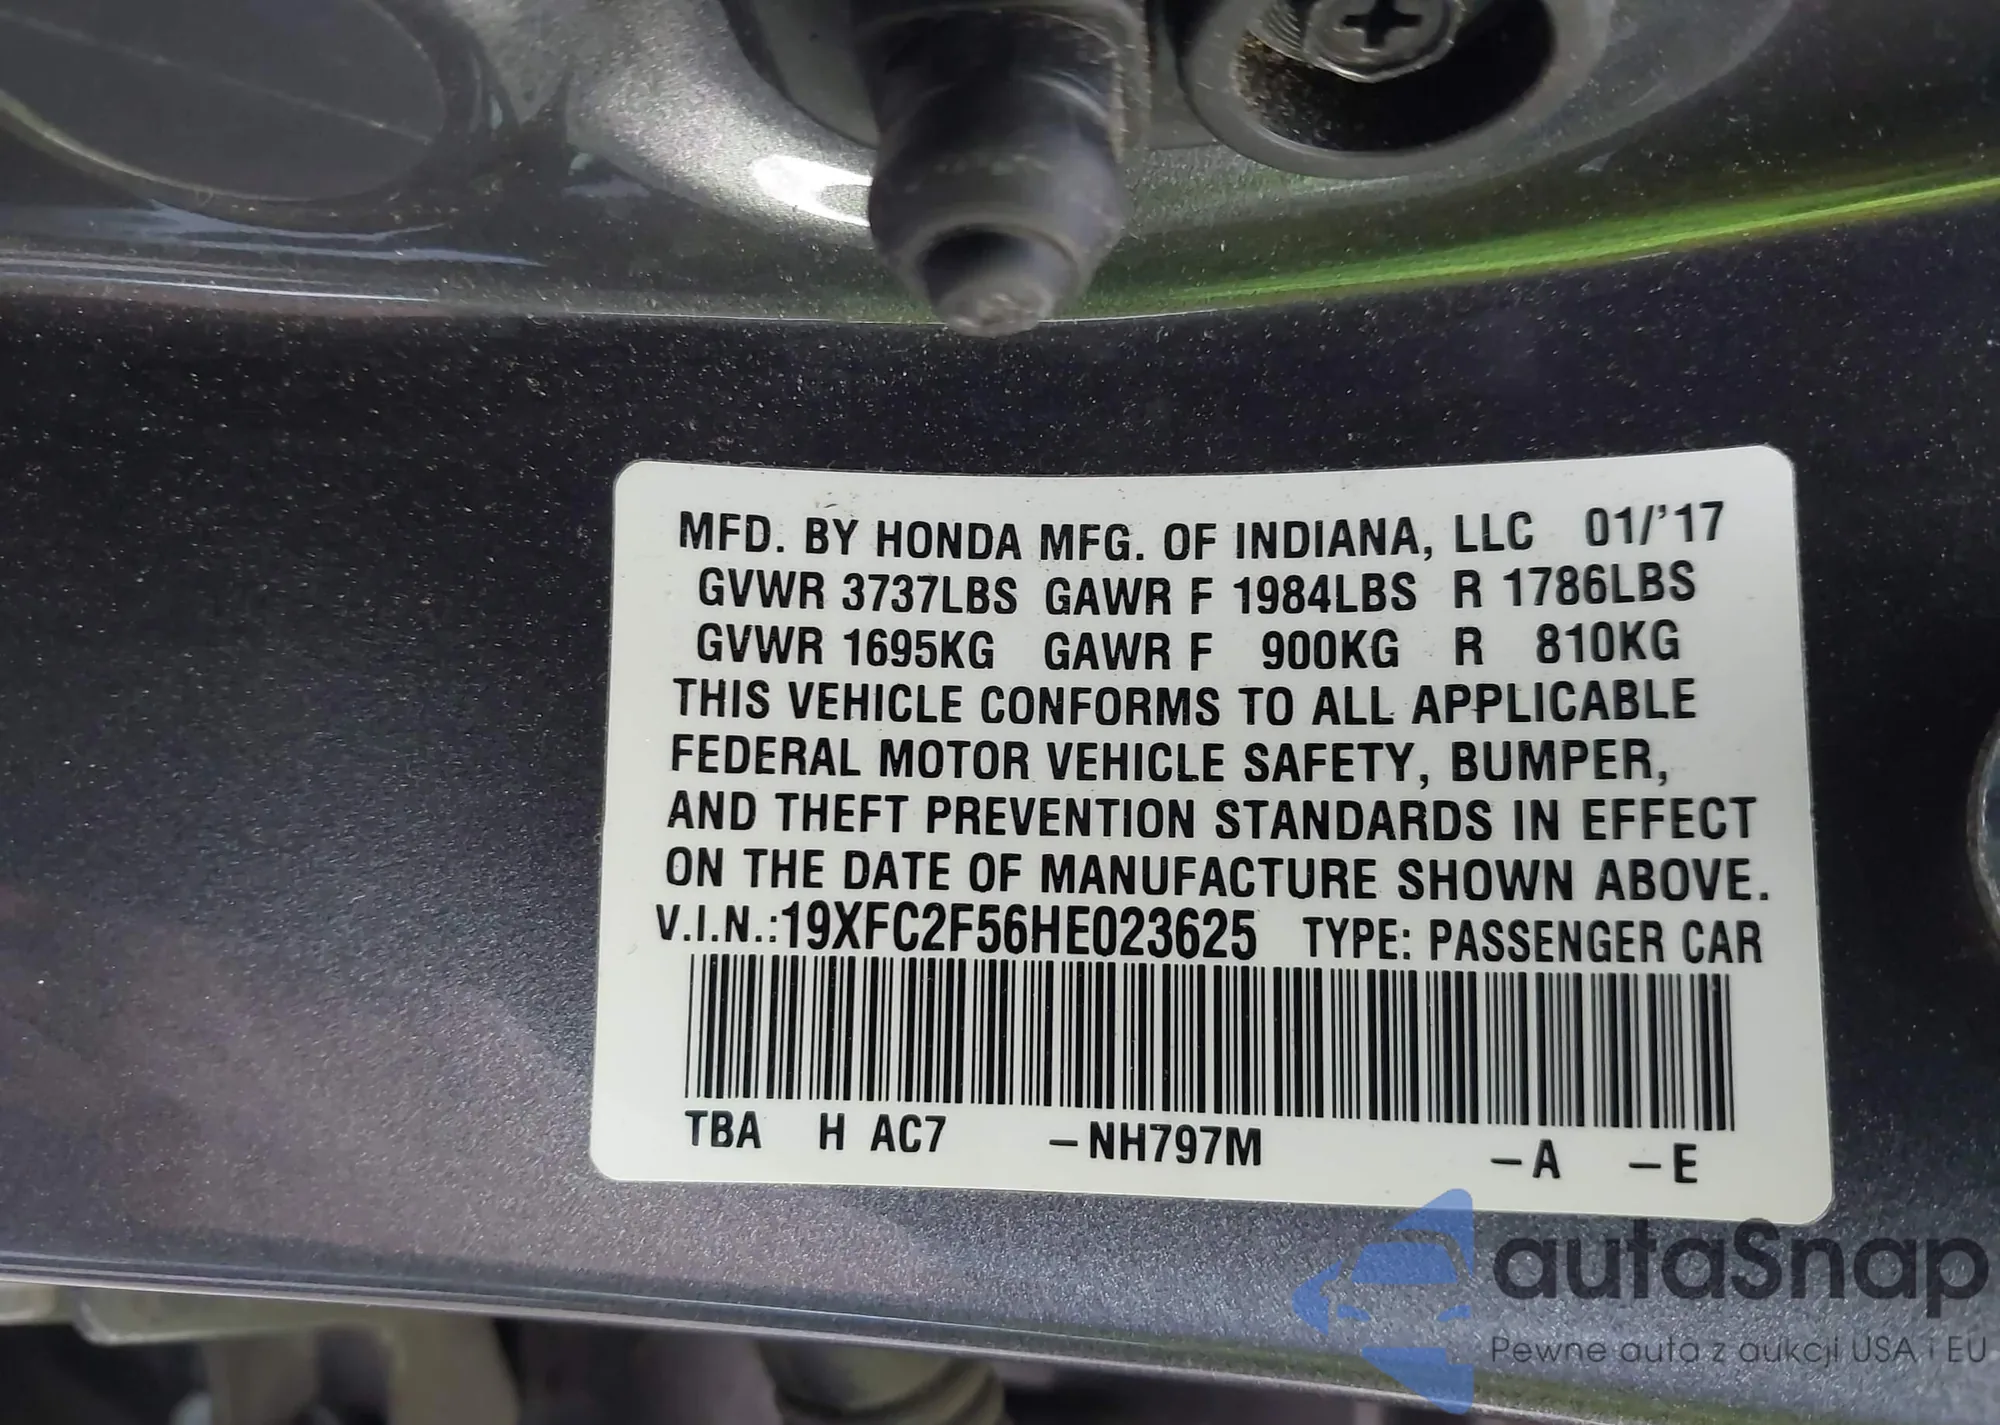 MFD. BY HONDA MFG. OF INDIANA, LLC 01/'17
GVWR 3737LBS GAWR F 1984LBS R 1786LBS
GVWR 1695KG GAWR F 900KG R 810KG
THIS VEHICLE CONFORMS TO ALL APPLICABLE
FEDERAL MOTOR VEHICLE SAFETY, BUMPER,
AND THEFT PREVENTION STANDARDS IN EFFECT
ON THE DATE OF MANUFACTURE SHOWN ABOVE.
V.I.N.:19XFC2F56HE023625 TYPE: PASSENGER CAR
TBA H AC7 -NH797M -A -E
autaSnap
Pewne auta z aukcji USA i EU